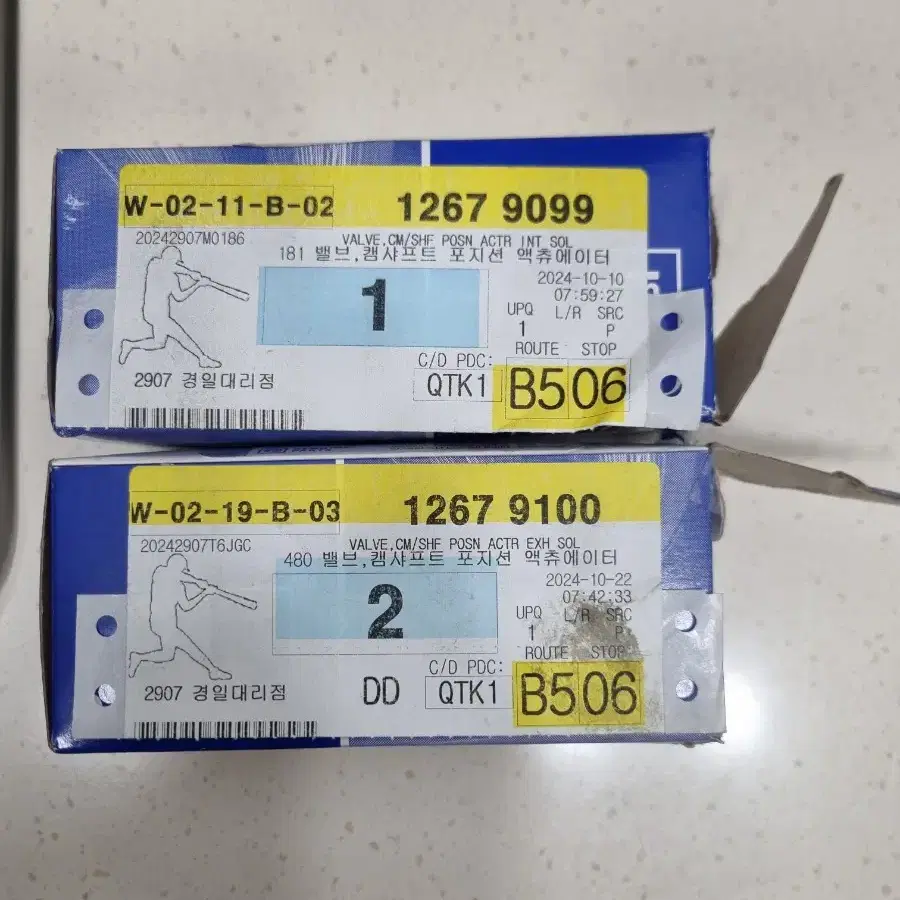 W-02-11-B-02 1267 9099
20242907M0186 VALVE,CM/SHF POSN ACTR INT SOL
181 밸브,캠샤프트 포지션 액츄에이터
1
2024-10-10
07:59:27
UPQ L/R SRC
1 P
ROUTE STOP
C/D PDC:
2907 경일대리점 QTK1 B506
W-02-19-B-03 1267 9100
20242907T6JGC VALVE,CM/SHF POSN ACTR EXH SOL
480 밸브,캠샤프트 포지션 액츄에이터
2
2024-10-22
07:42:33
UPQ L/R SRC
1 P
ROUTE STOP
C/D PDC:
2907 경일대리점 DD QTK1 B506